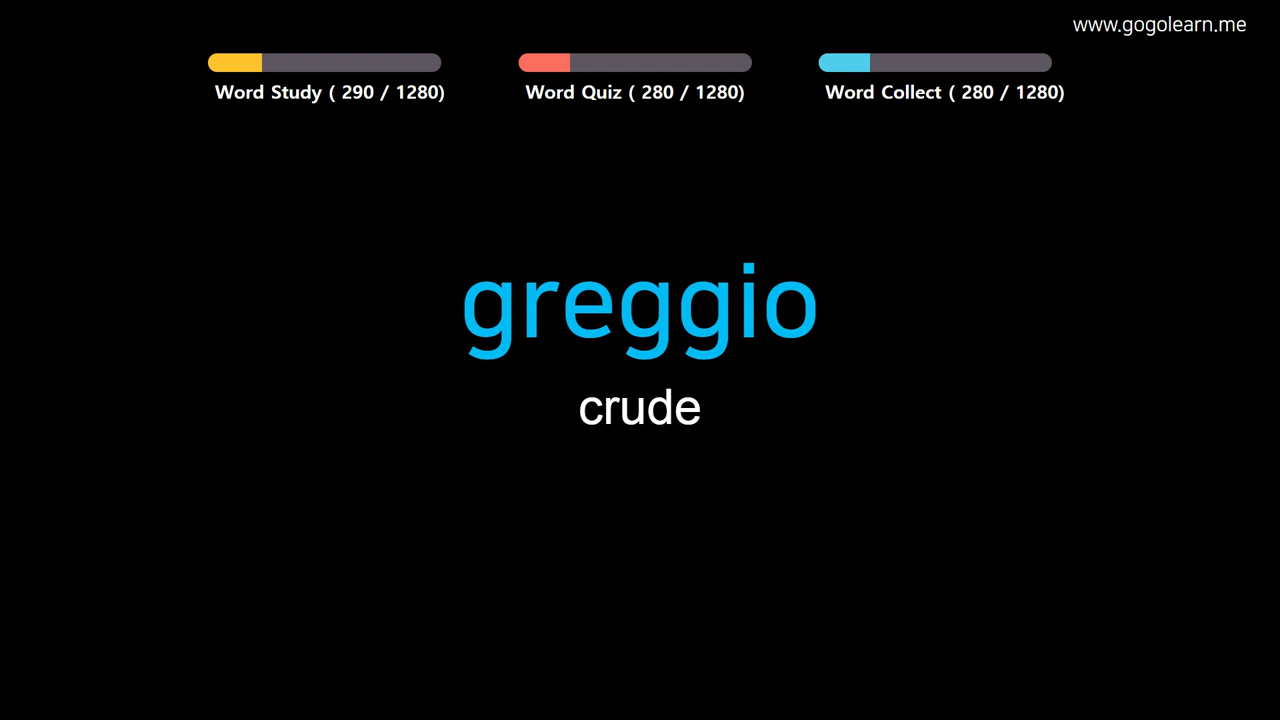 www.gogolearn.me
Word Study ( 290 / 1280)
Word Quiz ( 280 / 1280)
Word Collect ( 280 / 1280)
greggio
crude